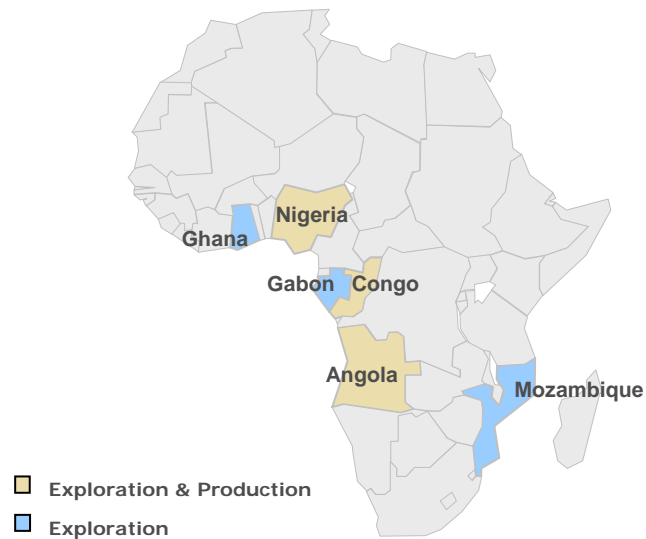 Nigeria
Ghana
Gabon Congo
Angola
Mozambique
Exploration & Production
Exploration